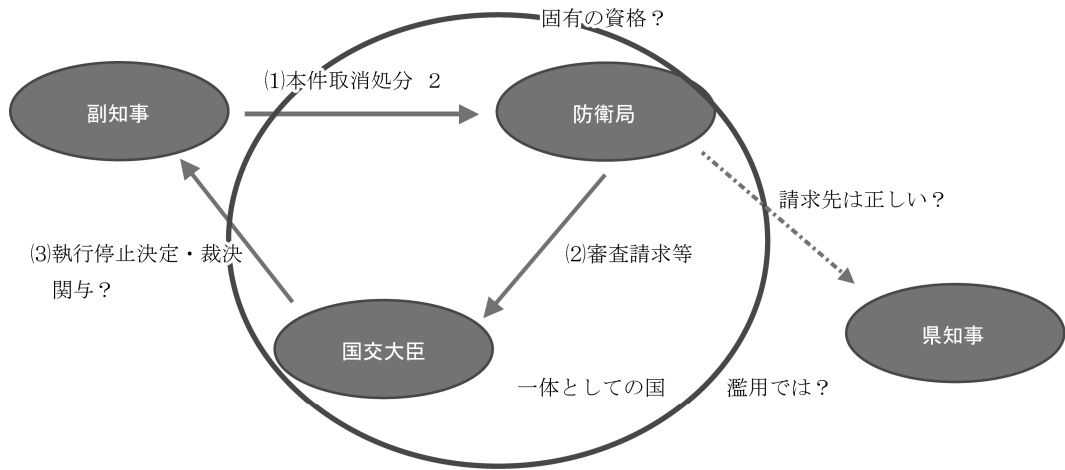 固有の資格？
⑴本件取消処分　２
副知事
防衛局
請求先は正しい？
⑶執行停止決定・裁決
関与？
⑵審査請求等
国交大臣
県知事
一体としての国
濫用では？